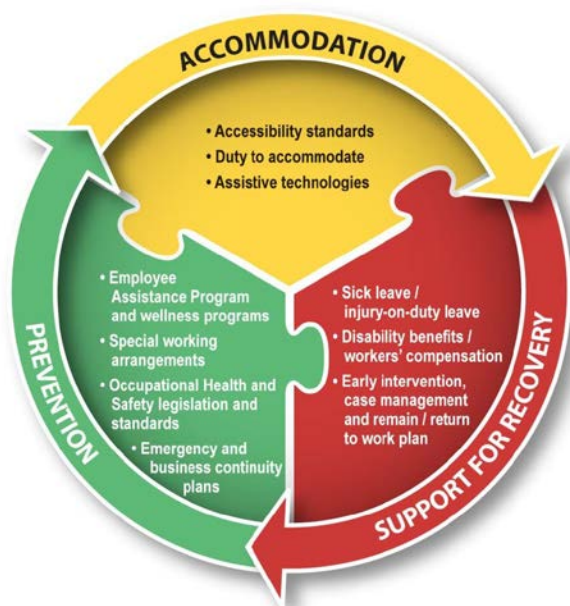 ACCOMMODATION
• Accessibility standards
• Duty to accommodate
• Assistive technologies
PREVENTION
• Employee
Assistance Program
and wellness programs
• Special working
arrangements
• Occupational Health and
Safety legislation and
standards
• Emergency and
business continuity
plans
• Sick leave /
injury-on-duty leave
• Disability benefits /
workers' compensation
• Early intervention,
case management
and remain / return
to work plan
SUPPORT FOR RECOVERY